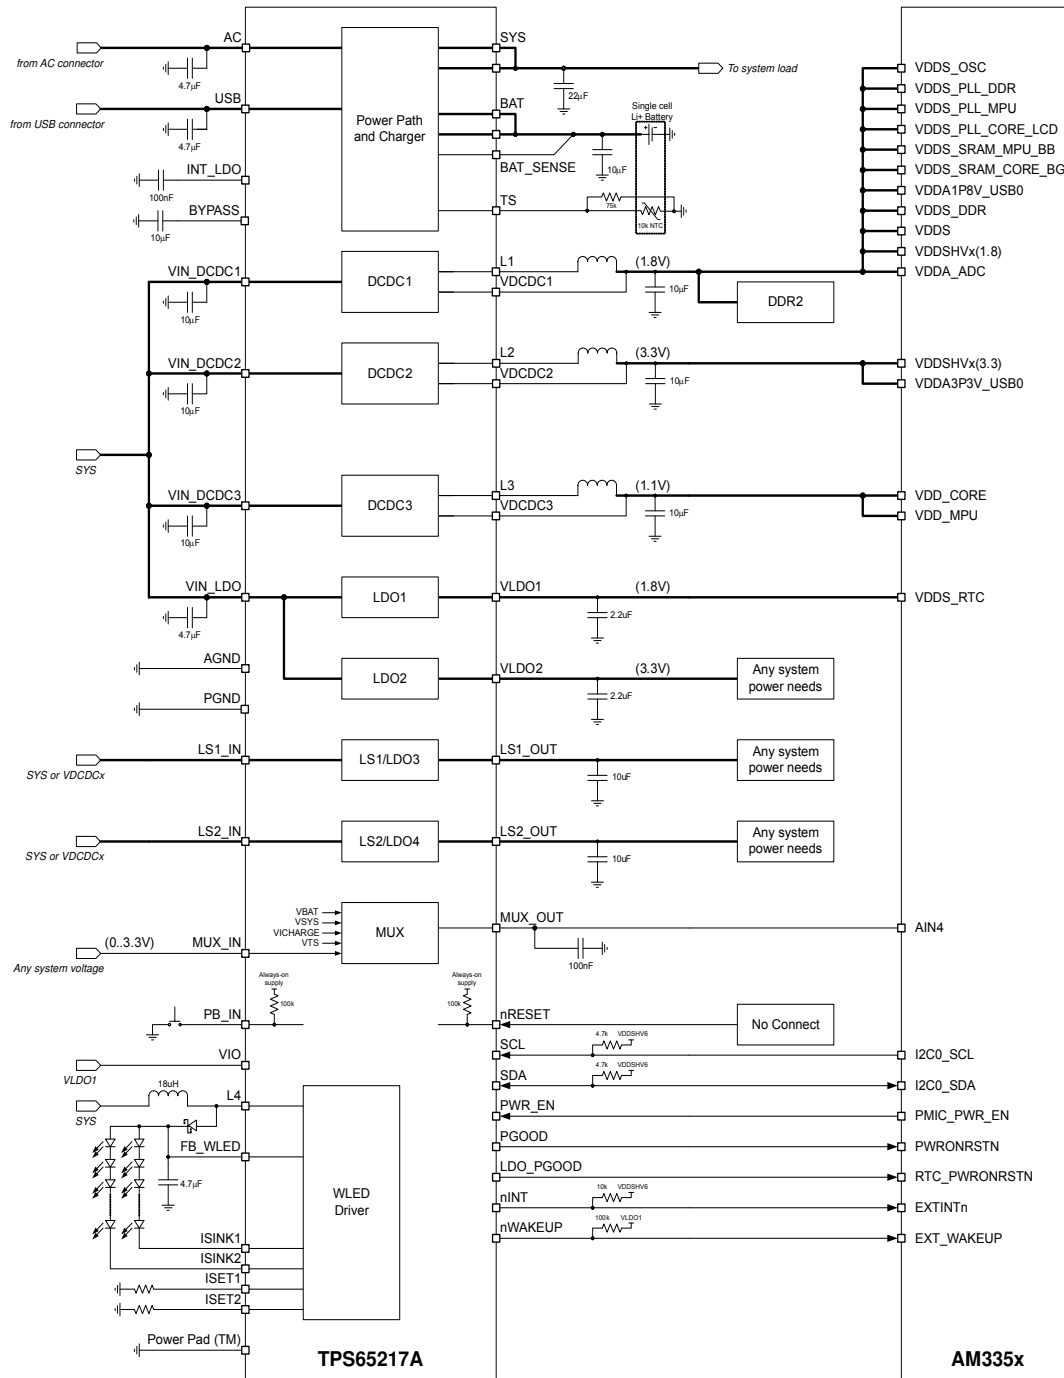 AC
SYS
from AC connector
4.7µF
To system load
22µF
USB
from USB connector
4.7µF
Power Path
and Charger
BAT
Single cell
Li+ Battery
BAT_SENSE
10µF
INT_LDO
100nF
BYPASS
10µF
TS
75k
10k NTC
VDDS_OSC
VDDS_PLL_DDR
VDDS_PLL_MPU
VDDS_PLL_CORE_LCD
VDDS_SRAM_MPU_BB
VDDS_SRAM_CORE_BG
VDDA1P8V_USB0
VDDS_DDR
VDDS
VDDSHVx(1.8)
VDDA_ADC
VIN_DCDC1
10µF
DCDC1
L1
VDCDC1
(1.8V)
10µF
DDR2
VIN_DCDC2
10µF
DCDC2
L2
VDCDC2
(3.3V)
10µF
VDDSHVx(3.3)
VDDA3P3V_USB0
SYS
VIN_DCDC3
10µF
DCDC3
L3
VDCDC3
(1.1V)
10µF
VDD_CORE
VDD_MPU
VIN_LDO
4.7µF
LDO1
VLDO1
(1.8V)
2.2uF
VDDS_RTC
AGND
PGND
LDO2
VLDO2
(3.3V)
2.2uF
Any system
power needs
LS1_IN
SYS or VDCDCx
LS1/LDO3
LS1_OUT
10uF
Any system
power needs
LS2_IN
SYS or VDCDCx
LS2/LDO4
LS2_OUT
10uF
Any system
power needs
VBAT
VSYS
VICHARGE
VTS
MUX
MUX_OUT
100nF
AIN4
(0..3.3V)
MUX_IN
Any system voltage
Always-on
supply
100k
Always-on
supply
100k
PB_IN
nRESET
No Connect
VIO
VLDO1
SCL
4.7k
VDDSHV6
I2C0_SCL
SDA
4.7k
VDDSHV6
I2C0_SDA
18uH
L4
SYS
PWR_EN
PMIC_PWR_EN
FB_WLED
4.7µF
PGOOD
PWRONRSTN
LDO_PGOOD
RTC_PWRONRSTN
WLED
Driver
nINT
10k
VDDSHV6
EXTINTn
nWAKEUP
100k
VLDO1
EXT_WAKEUP
ISINK1
ISINK2
ISET1
ISET2
Power Pad (TM)
TPS65217A
AM335x